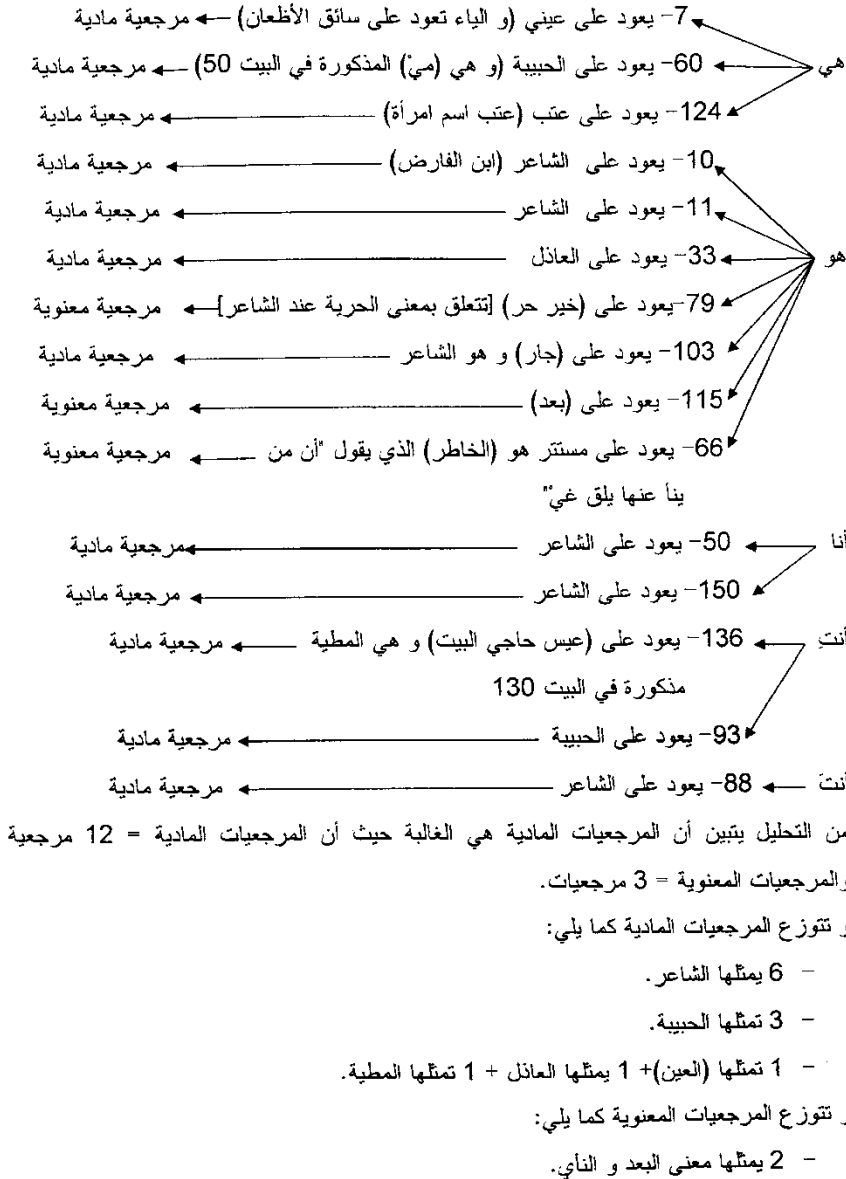 7- يعود على عيني (و الياء تعود على سائق الأظعان) ← مرجعية مادية
هي ← 60- يعود على الحبيبة (و هي (ميْ) المذكورة في البيت 50) ← مرجعية مادية
124- يعود على عتب (عتب اسم امرأة) ← مرجعية مادية
10- يعود على الشاعر (ابن الفارض) ← مرجعية مادية
11- يعود على الشاعر ← مرجعية مادية
هو ← 33- يعود على العاذل ← مرجعية مادية
79-يعود على (خير حر) [تتعلق بمعنى الحرية عند الشاعر] ← مرجعية معنوية
103- يعود على (جار) و هو الشاعر ← مرجعية مادية
115- يعود على (بعد) ← مرجعية معنوية
66- يعود على مستتر هو (الخاطر) الذي يقول "أن من ← مرجعية معنوية
ينأ عنها يلق غيْ"
أنا ← 50- يعود على الشاعر ← مرجعية مادية
150- يعود على الشاعر ← مرجعية مادية
أنتِ ← 136- يعود على (عيس حاجي البيت) و هي المطية ← مرجعية مادية
مذكورة في البيت 130
93- يعود على الحبيبة ← مرجعية مادية
أنتَ ← 88- يعود على الشاعر ← مرجعية مادية
من التحليل يتبين أن المرجعيات المادية هي الغالبة حيث أن المرجعيات المادية = 12 مرجعية
والمرجعيات المعنوية = 3 مرجعيات.
و تتوزع المرجعيات المادية كما يلي:
- 6 يمثلها الشاعر.
- 3 تمثلها الحبيبة.
- 1 تمثلها (العين)+ 1 يمثلها العاذل + 1 تمثلها المطية.
و تتوزع المرجعيات المعنوية كما يلي:
- 2 يمثلها معنى البعد و النأي.